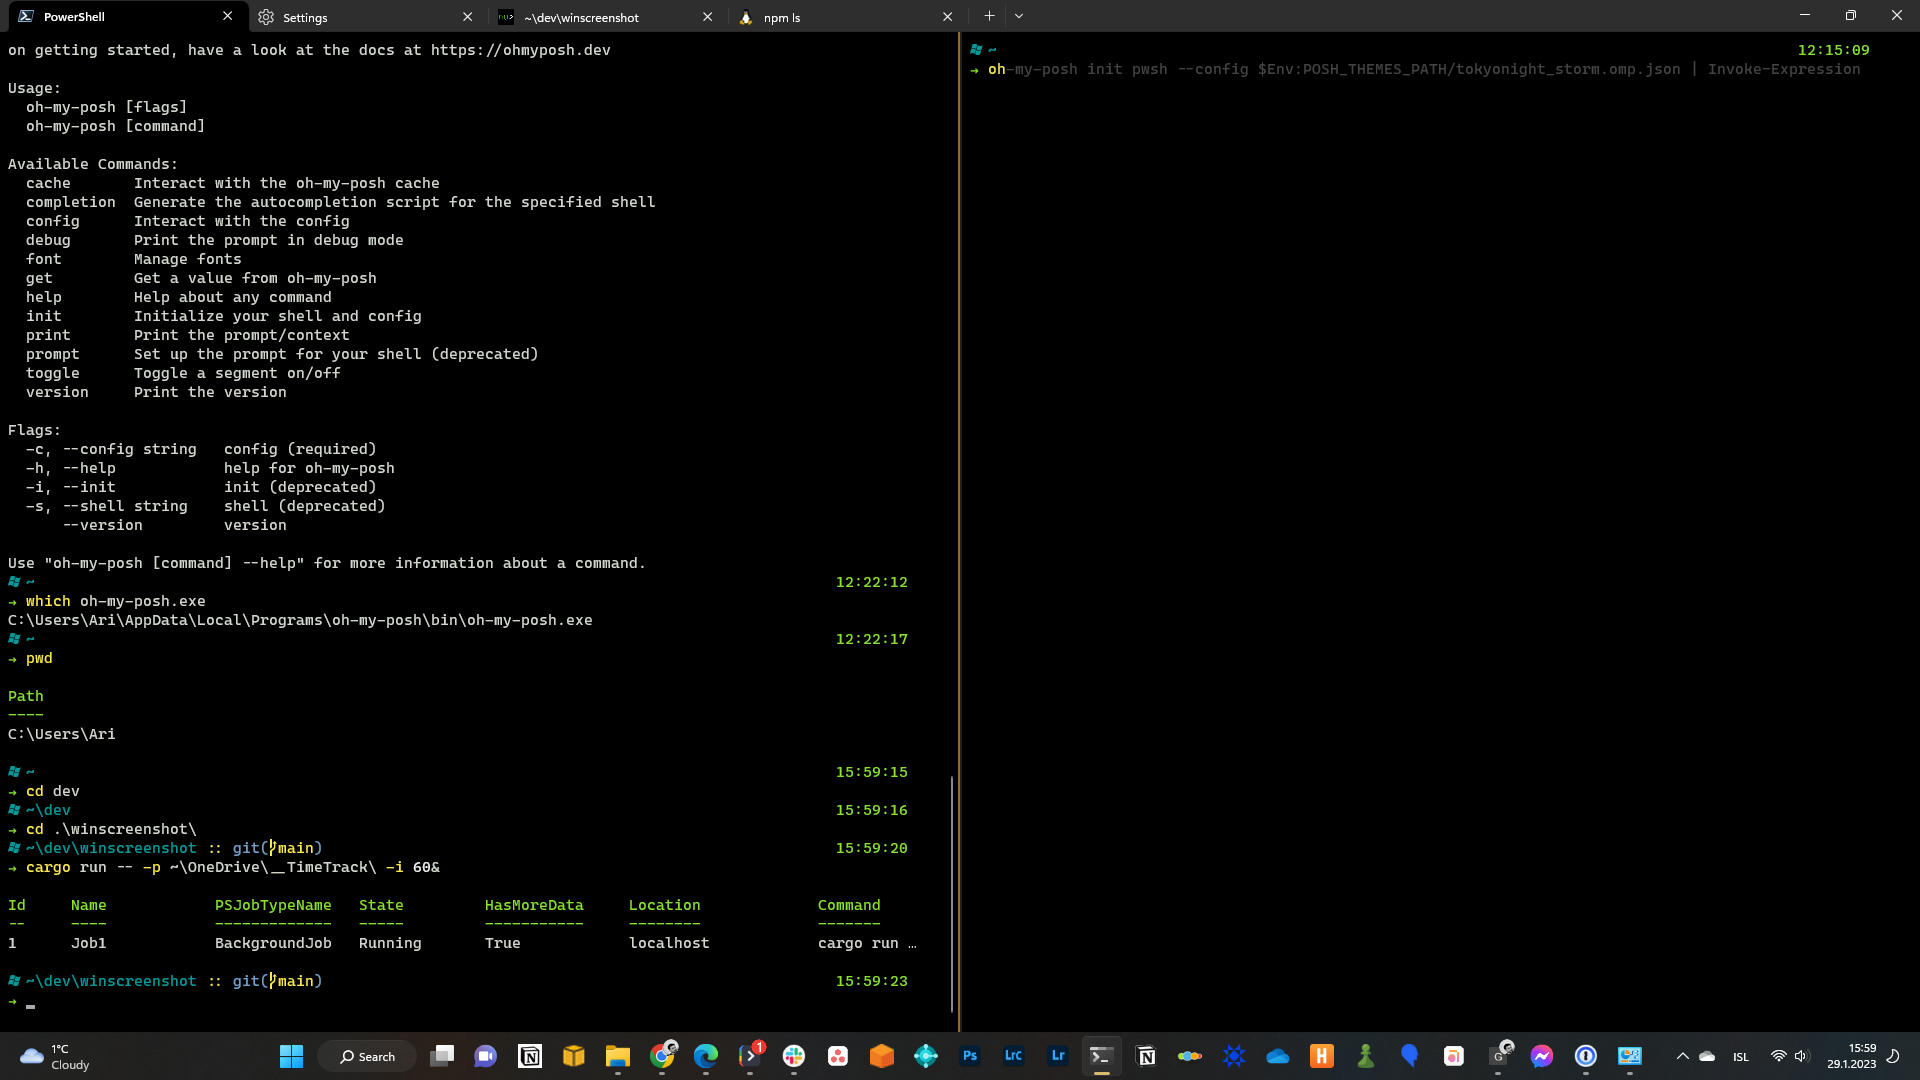 PowerShell
Settings
~\dev\winscreenshot
npm ls
on getting started, have a look at the docs at https://ohmyposh.dev
Usage:
oh-my-posh [flags]
oh-my-posh [command]
Available Commands:
cache Interact with the oh-my-posh cache
completion Generate the autocompletion script for the specified shell
config Interact with the config
debug Print the prompt in debug mode
font Manage fonts
get Get a value from oh-my-posh
help Help about any command
init Initialize your shell and config
print Print the prompt/context
prompt Set up the prompt for your shell (deprecated)
toggle Toggle a segment on/off
version Print the version
Flags:
-c, --config string config (required)
-h, --help help for oh-my-posh
-i, --init init (deprecated)
-s, --shell string shell (deprecated)
--version version
Use "oh-my-posh [command] --help" for more information about a command.
~ 12:22:12
→ which oh-my-posh.exe
C:\Users\Ari\AppData\Local\Programs\oh-my-posh\bin\oh-my-posh.exe
~ 12:22:17
→ pwd
Path
----
C:\Users\Ari
~ 15:59:15
→ cd dev
~\dev 15:59:16
→ cd .\winscreenshot\
~\dev\winscreenshot :: git(main) 15:59:20
→ cargo run -- -p ~\OneDrive\__TimeTrack\ -i 60&
Id Name PSJobTypeName State HasMoreData Location Command
-- ---- ------------- ----- ----------- -------- -------
1 Job1 BackgroundJob Running True localhost cargo run …
~\dev\winscreenshot :: git(main) 15:59:23
→
~ 12:15:09
→ oh-my-posh init pwsh --config $Env:POSH_THEMES_PATH/tokyonight_storm.omp.json | Invoke-Expression
1°C
Cloudy
Search
1
Ps
LrC
Lr
H
G
ISL
15:59
29.1.2023